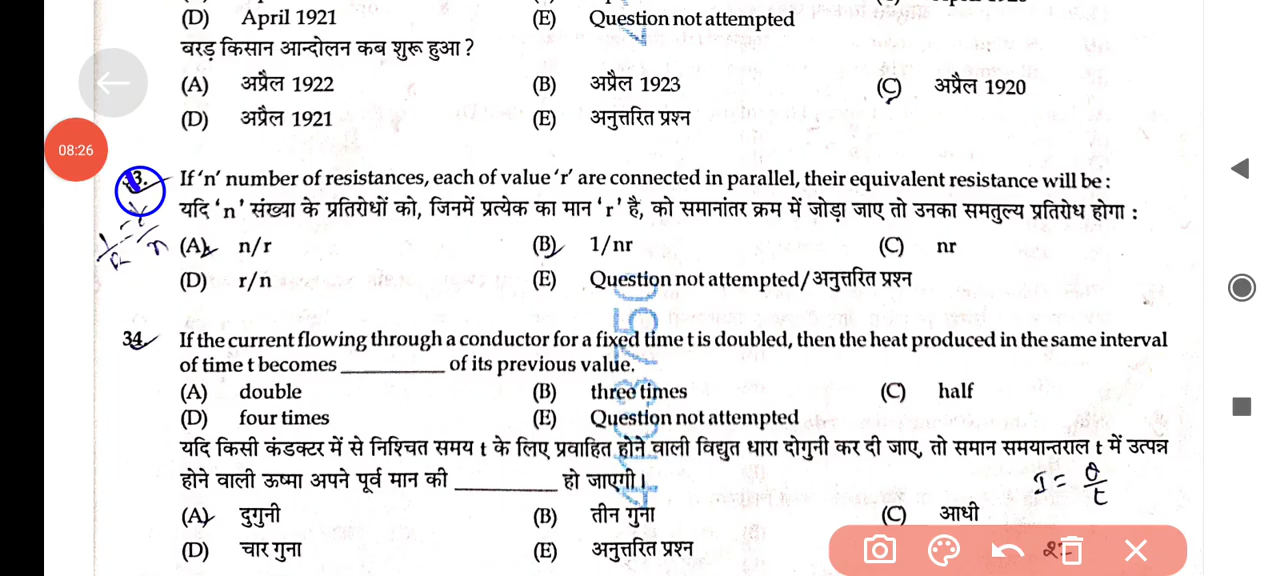 (D) April 1921 (E) Question not attempted
बरड़ किसान आन्दोलन कब शुरू हुआ ?
(A) अप्रैल 1922 (B) अप्रैल 1923 (C) अप्रैल 1920
(D) अप्रैल 1921 (E) अनुत्तरित प्रश्न
08:26
33. If 'n' number of resistances, each of value 'r' are connected in parallel, their equivalent resistance will be :
यदि 'n' संख्या के प्रतिरोधों को, जिनमें प्रत्येक का मान 'r' है, को समानांतर क्रम में जोड़ा जाए तो उनका समतुल्य प्रतिरोध होगा :
(A) n/r (B) 1/nr (C) nr
(D) r/n (E) Question not attempted/अनुत्तरित प्रश्न
34. If the current flowing through a conductor for a fixed time t is doubled, then the heat produced in the same interval
of time t becomes __________ of its previous value.
(A) double (B) three times (C) half
(D) four times (E) Question not attempted
यदि किसी कंडक्टर में से निश्चित समय t के लिए प्रवाहित होने वाली विद्युत धारा दोगुनी कर दी जाए, तो समान समयान्तराल t में उत्पन्न
होने वाली ऊष्मा अपने पूर्व मान की __________ हो जाएगी।
I = Q/t
(A) दुगुनी (B) तीन गुना (C) आधी
(D) चार गुना (E) अनुत्तरित प्रश्न